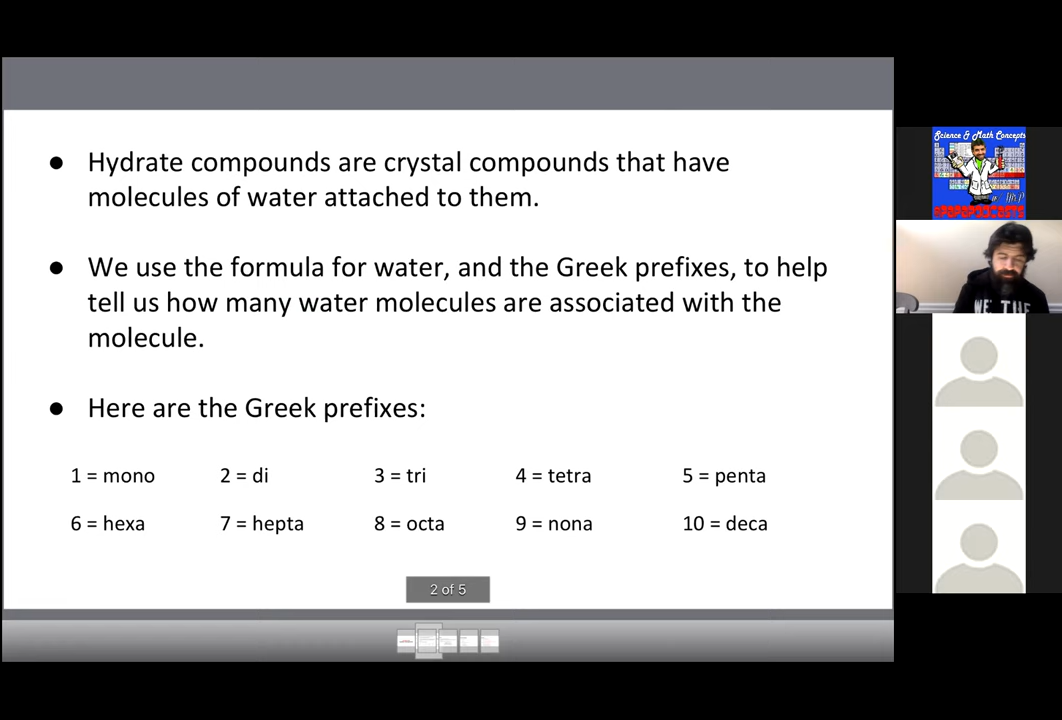 ● Hydrate compounds are crystal compounds that have
molecules of water attached to them.
● We use the formula for water, and the Greek prefixes, to help
tell us how many water molecules are associated with the
molecule.
● Here are the Greek prefixes:
1 = mono 2 = di 3 = tri 4 = tetra 5 = penta
6 = hexa 7 = hepta 8 = octa 9 = nona 10 = deca
2 of 5
Science & Math Concepts
WE THE